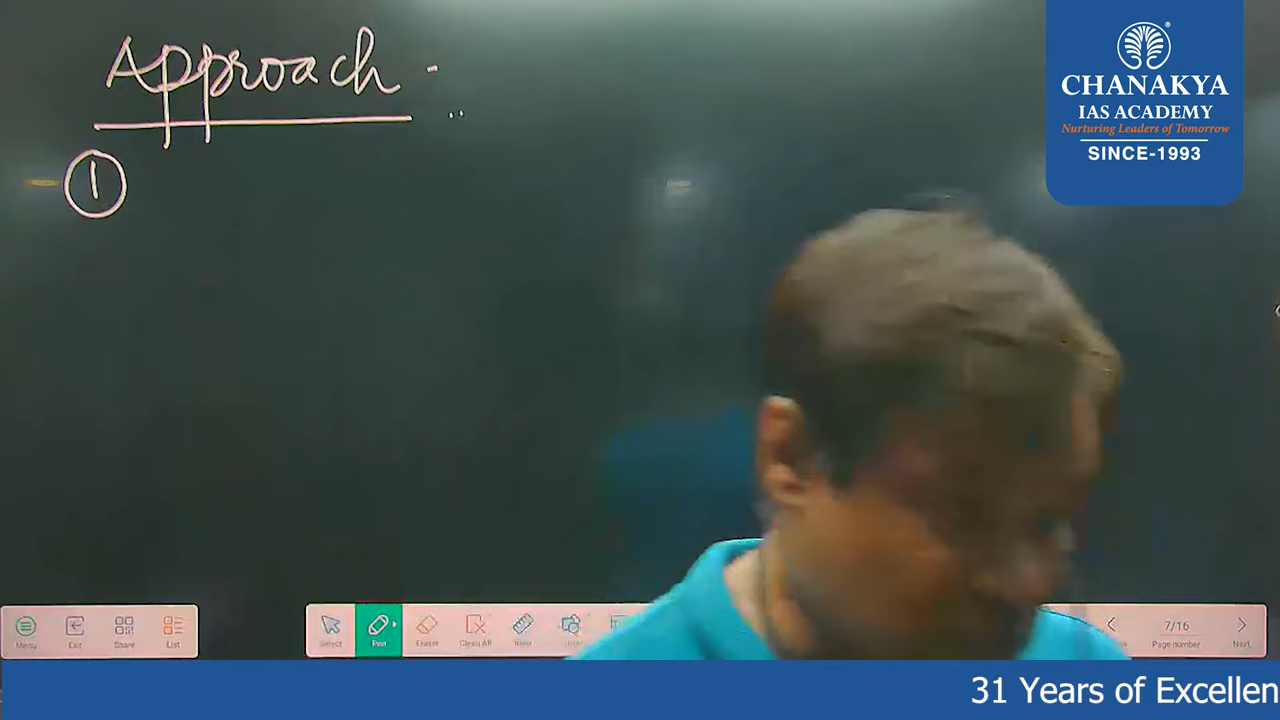 Approach -
①
CHANAKYA
IAS ACADEMY
Nurturing Leaders of Tomorrow
SINCE-1993
Menu
Exit
Share
List
Select
Pen
Eraser
Clean All
7/16
Page number
Next
31 Years of Excellen